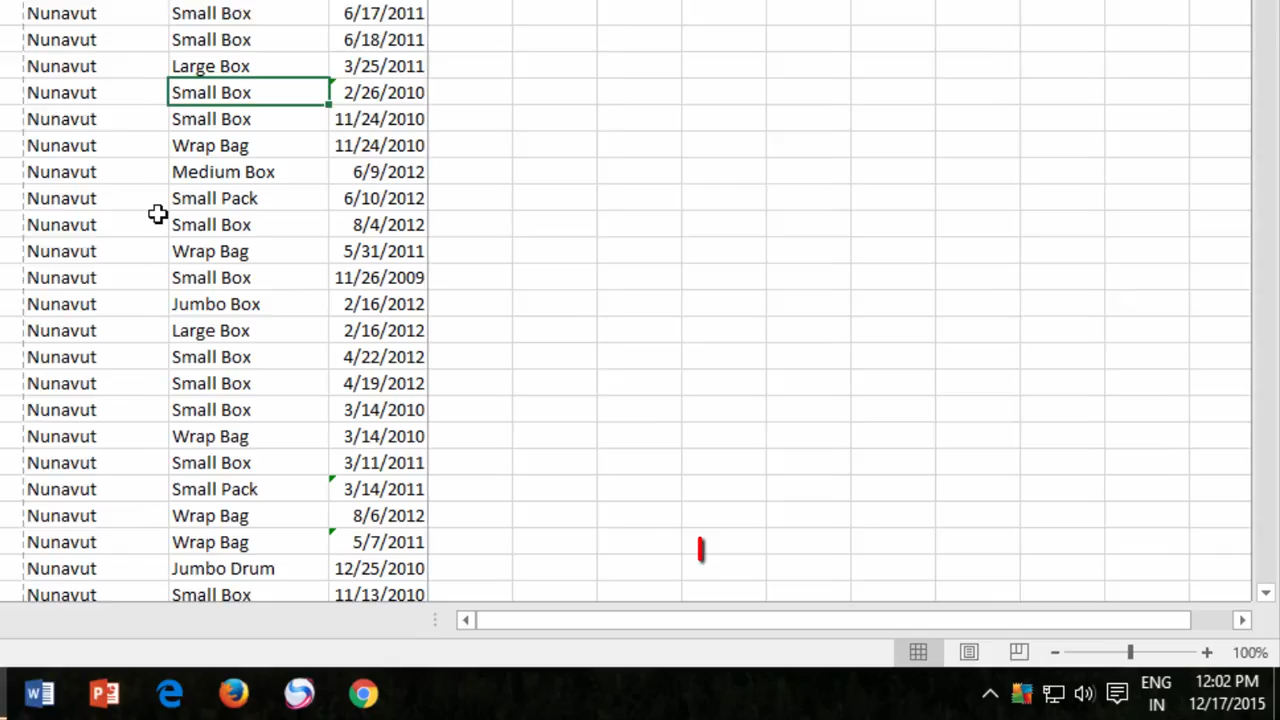 Nunavut Small Box 6/17/2011
Nunavut Small Box 6/18/2011
Nunavut Large Box 3/25/2011
Nunavut Small Box 2/26/2010
Nunavut Small Box 11/24/2010
Nunavut Wrap Bag 11/24/2010
Nunavut Medium Box 6/9/2012
Nunavut Small Pack 6/10/2012
Nunavut Small Box 8/4/2012
Nunavut Wrap Bag 5/31/2011
Nunavut Small Box 11/26/2009
Nunavut Jumbo Box 2/16/2012
Nunavut Large Box 2/16/2012
Nunavut Small Box 4/22/2012
Nunavut Small Box 4/19/2012
Nunavut Small Box 3/14/2010
Nunavut Wrap Bag 3/14/2010
Nunavut Small Box 3/11/2011
Nunavut Small Pack 3/14/2011
Nunavut Wrap Bag 8/6/2012
Nunavut Wrap Bag 5/7/2011
Nunavut Jumbo Drum 12/25/2010
Nunavut Small Box 11/13/2010
100%
ENG 12:02 PM
IN 12/17/2015